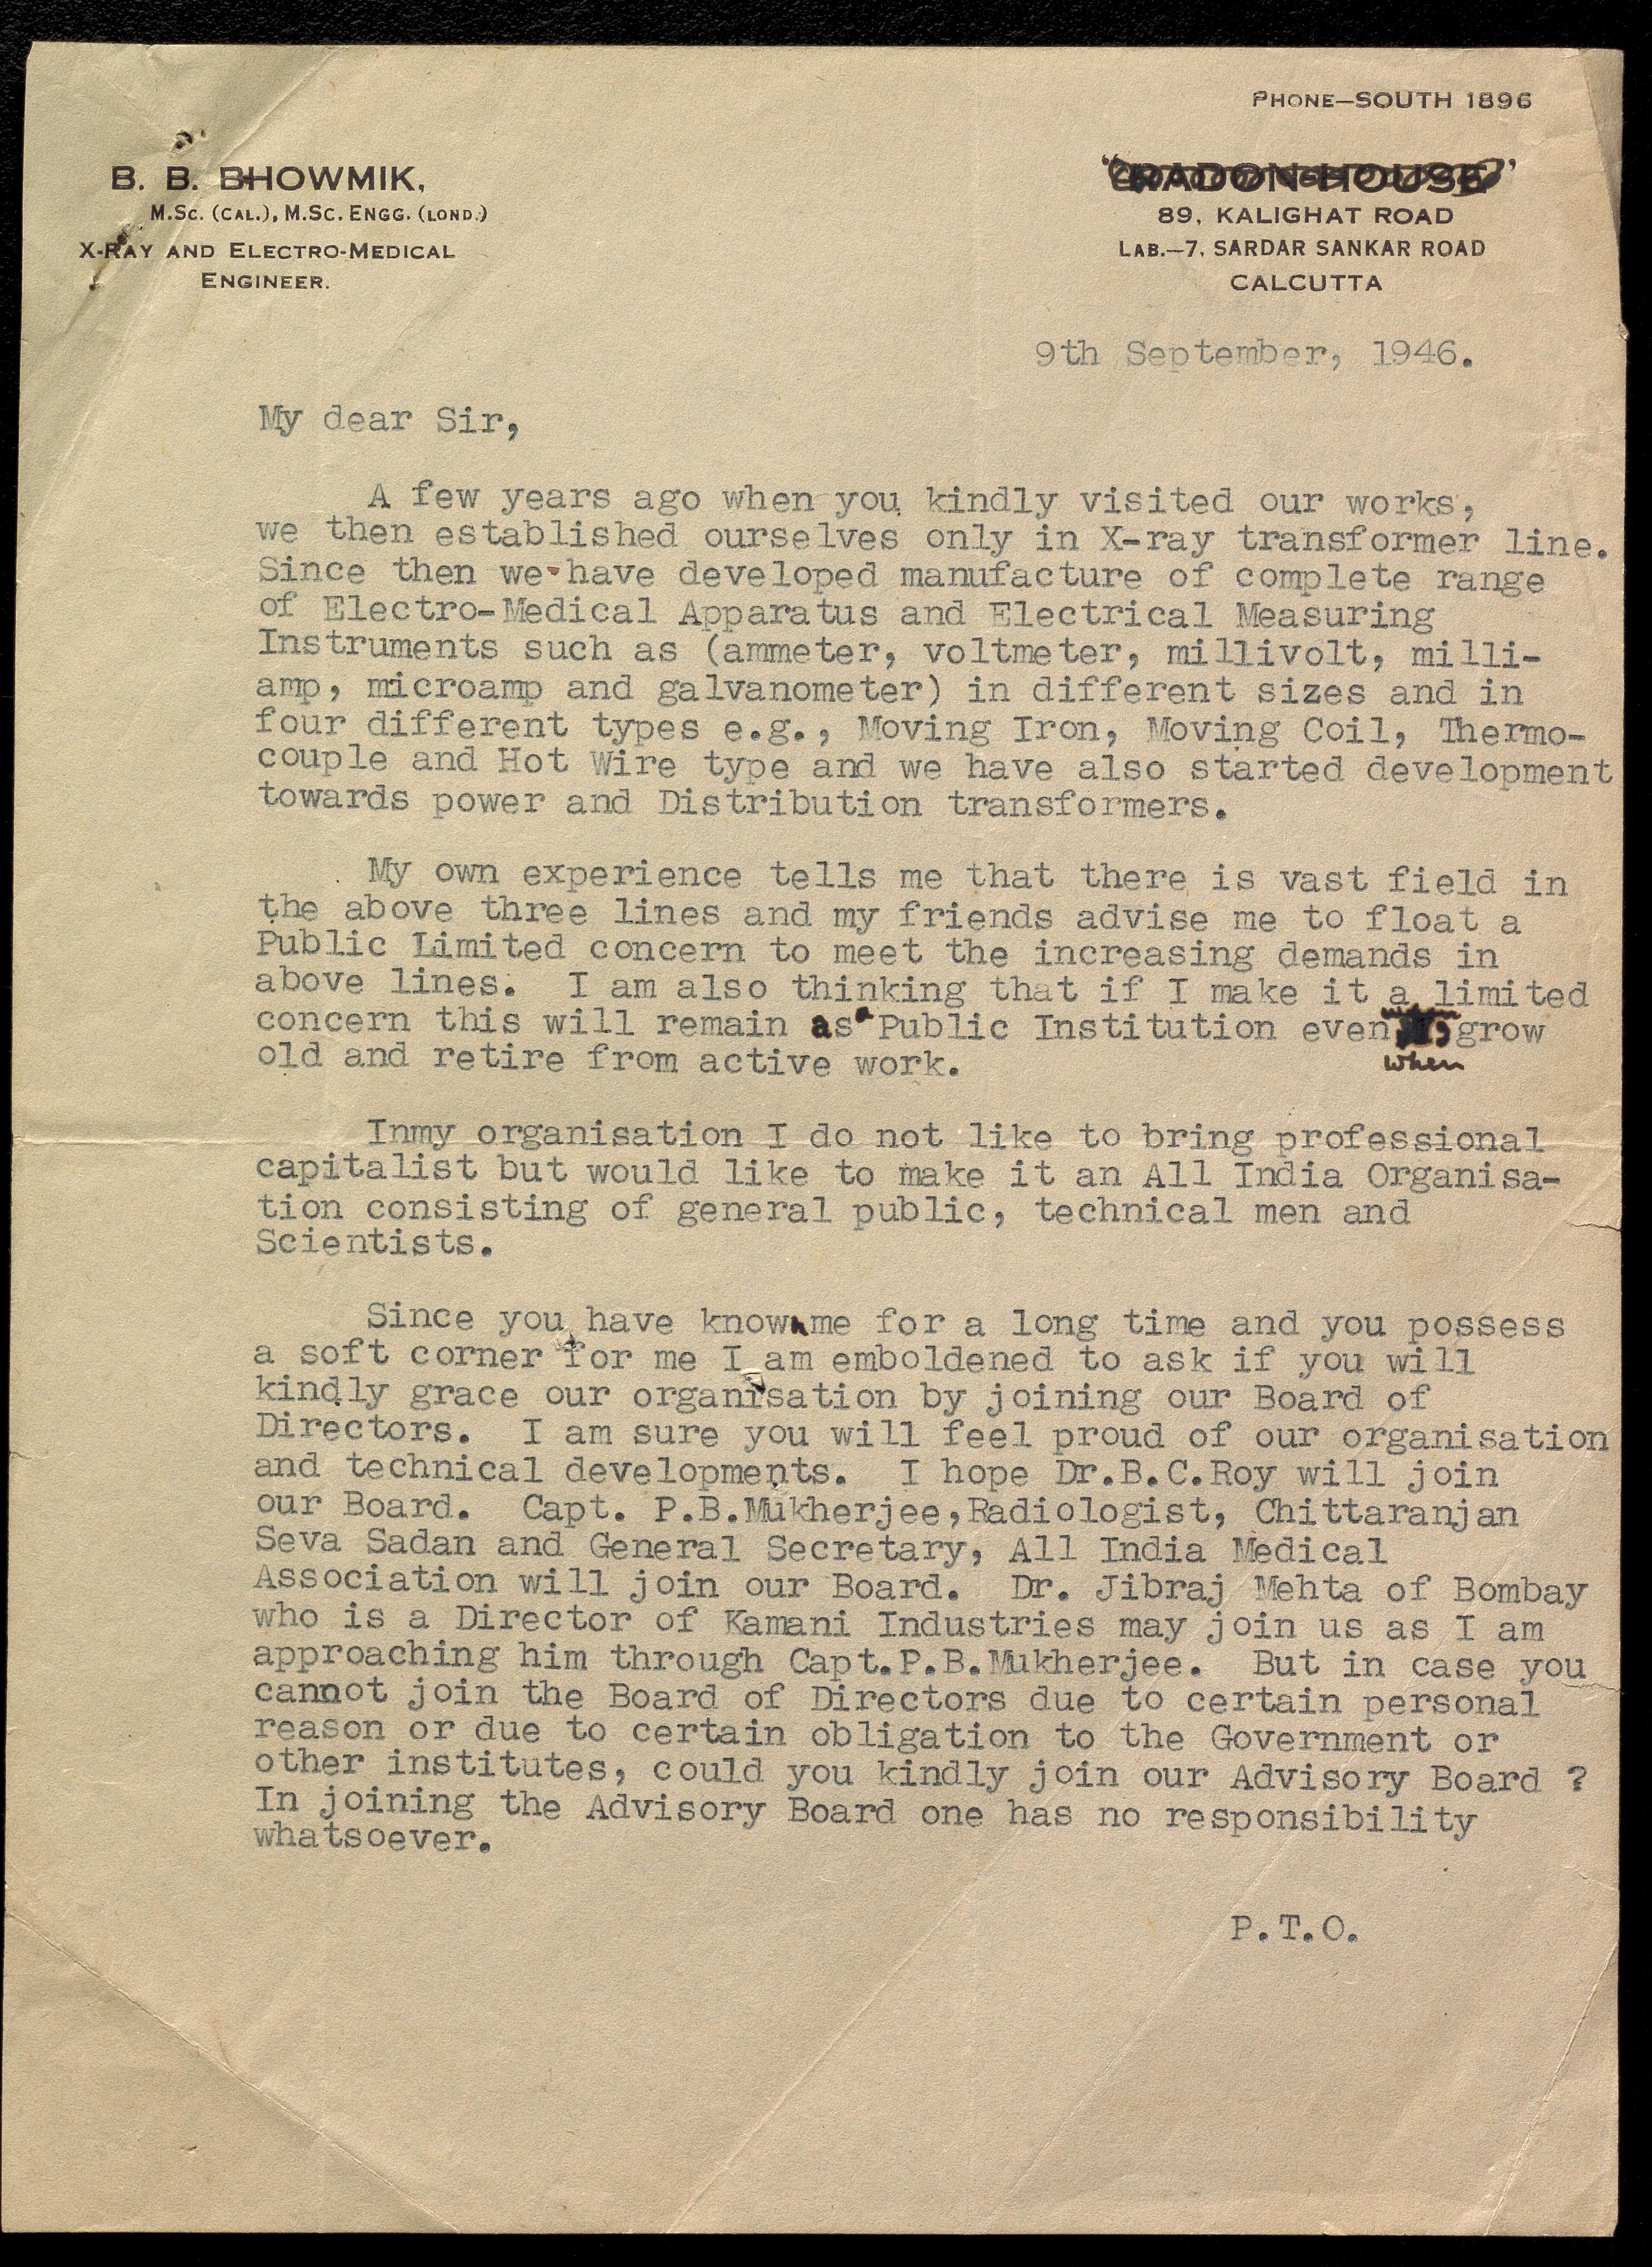 PHONE—SOUTH 1896
B. B. BHOWMIK,
M.SC. (CAL.), M.SC. ENGG. (LOND.)
X-RAY AND ELECTRO-MEDICAL
ENGINEER.
"RADON HOUSE"
89, KALIGHAT ROAD
LAB.—7, SARDAR SANKAR ROAD
CALCUTTA
9th September, 1946.
My dear Sir,
A few years ago when you kindly visited our works,
we then established ourselves only in X-ray transformer line.
Since then we have developed manufacture of complete range
of Electro-Medical Apparatus and Electrical Measuring
Instruments such as (ammeter, voltmeter, millivolt, milli-
amp, microamp and galvanometer) in different sizes and in
four different types e.g., Moving Iron, Moving Coil, Thermo-
couple and Hot Wire type and we have also started development
towards power and Distribution transformers.
My own experience tells me that there is vast field in
the above three lines and my friends advise me to float a
Public Limited concern to meet the increasing demands in
above lines. I am also thinking that if I make it a limited
concern this will remain as a Public Institution even when I grow
old and retire from active work.
Inmy organisation I do not like to bring professional
capitalist but would like to make it an All India Organisa-
tion consisting of general public, technical men and
Scientists.
Since you have known me for a long time and you possess
a soft corner for me I am emboldened to ask if you will
kindly grace our organisation by joining our Board of
Directors. I am sure you will feel proud of our organisation
and technical developments. I hope Dr.B.C.Roy will join
our Board. Capt. P.B.Mukherjee,Radiologist, Chittaranjan
Seva Sadan and General Secretary, All India Medical
Association will join our Board. Dr. Jibraj Mehta of Bombay
who is a Director of Kamani Industries may join us as I am
approaching him through Capt.P.B.Mukherjee. But in case you
cannot join the Board of Directors due to certain personal
reason or due to certain obligation to the Government or
other institutes, could you kindly join our Advisory Board ?
In joining the Advisory Board one has no responsibility
whatsoever.
P.T.O.